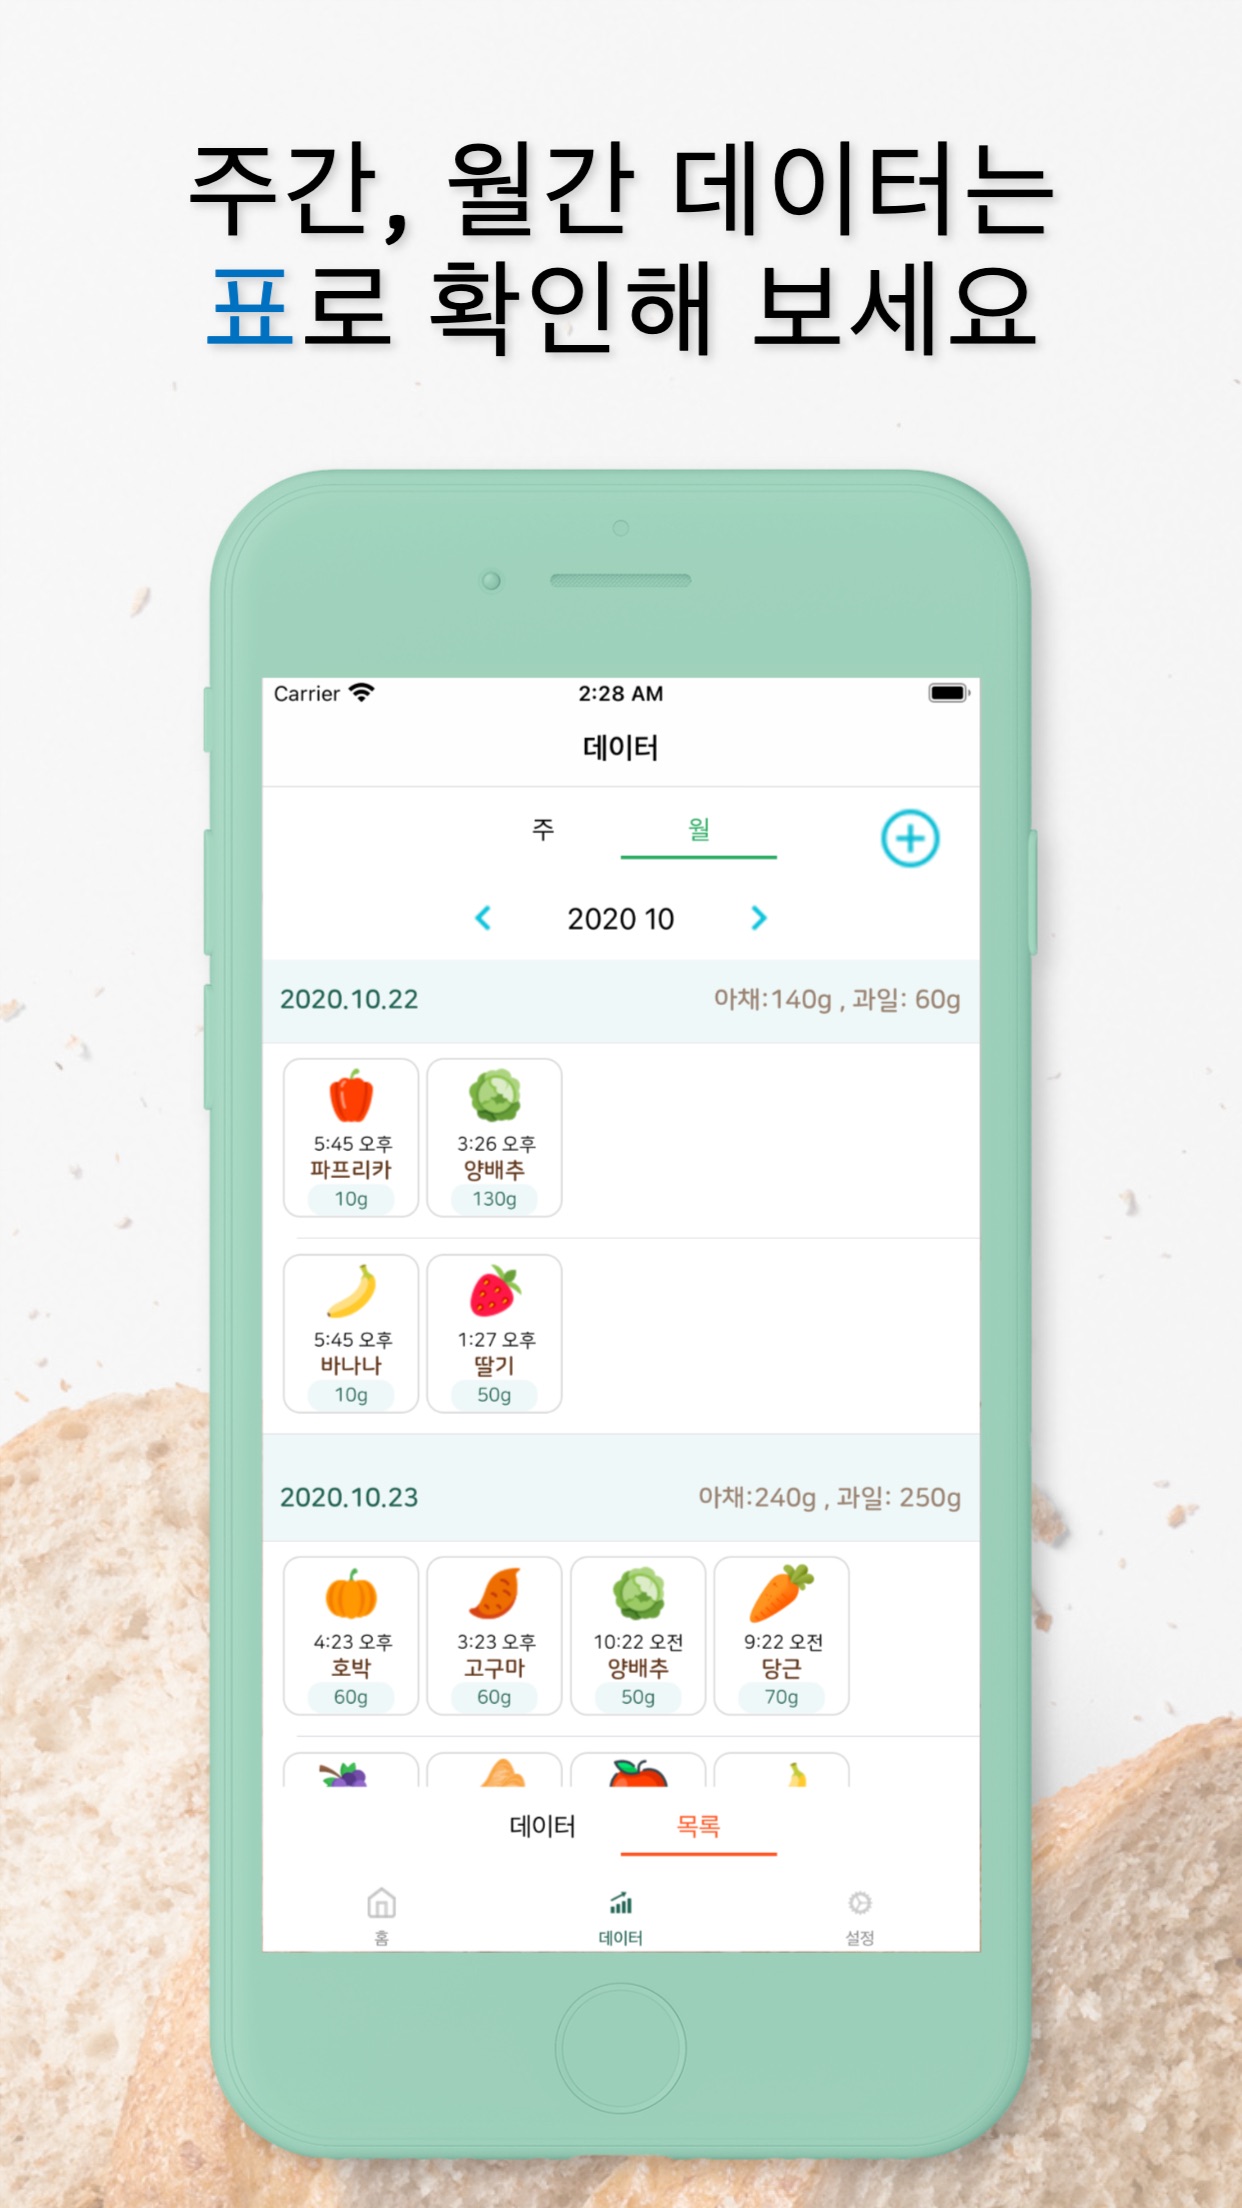 주간, 월간 데이터는
표로 확인해 보세요
Carrier 2:28 AM
데이터
주 월
2020 10
2020.10.22 아채:140g , 과일: 60g
5:45 오후 3:26 오후
파프리카 양배추
10g 130g
5:45 오후 1:27 오후
바나나 딸기
10g 50g
2020.10.23 아채:240g , 과일: 250g
4:23 오후 3:23 오후 10:22 오전 9:22 오전
호박 고구마 양배추 당근
60g 60g 50g 70g
데이터 목록
홈 데이터 설정